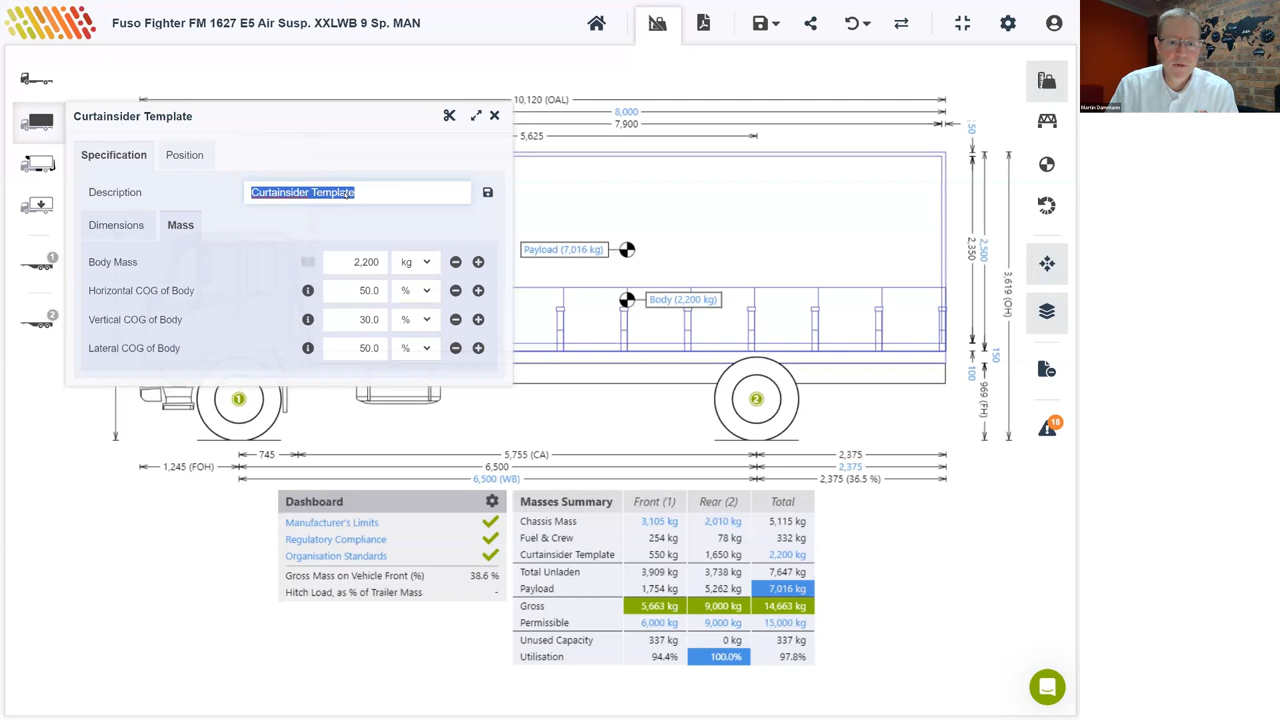 Fuso Fighter FM 1627 E5 Air Susp. XXLWB 9 Sp. MAN
Martin Dammann
Curtainsider Template
Specification Position
Description Curtainsider Template
Dimensions Mass
Body Mass 2,200 kg
Horizontal COG of Body 50.0 %
Vertical COG of Body 30.0 %
Lateral COG of Body 50.0 %
1
2
10,120 (OAL)
8,000
7,900
5,625
50
Payload (7,016 kg)
Body (2,200 kg)
2,350
2,500
3,619 (OH)
150
100
969 (FH)
18
1
2
745 5,755 (CA) 2,375
1,245 (FOH) 6,500 2,375
6,500 (WB) 2,375 (36.5 %)
Dashboard
Manufacturer's Limits
Regulatory Compliance
Organisation Standards
Gross Mass on Vehicle Front (%) 38.6 %
Hitch Load, as % of Trailer Mass -
Masses Summary Front (1) Rear (2) Total
Chassis Mass 3,105 kg 2,010 kg 5,115 kg
Fuel & Crew 254 kg 78 kg 332 kg
Curtainsider Template 550 kg 1,650 kg 2,200 kg
Total Unladen 3,909 kg 3,738 kg 7,647 kg
Payload 1,754 kg 5,262 kg 7,016 kg
Gross 5,663 kg 9,000 kg 14,663 kg
Permissible 6,000 kg 9,000 kg 15,000 kg
Unused Capacity 337 kg 0 kg 337 kg
Utilisation 94.4% 100.0% 97.8%